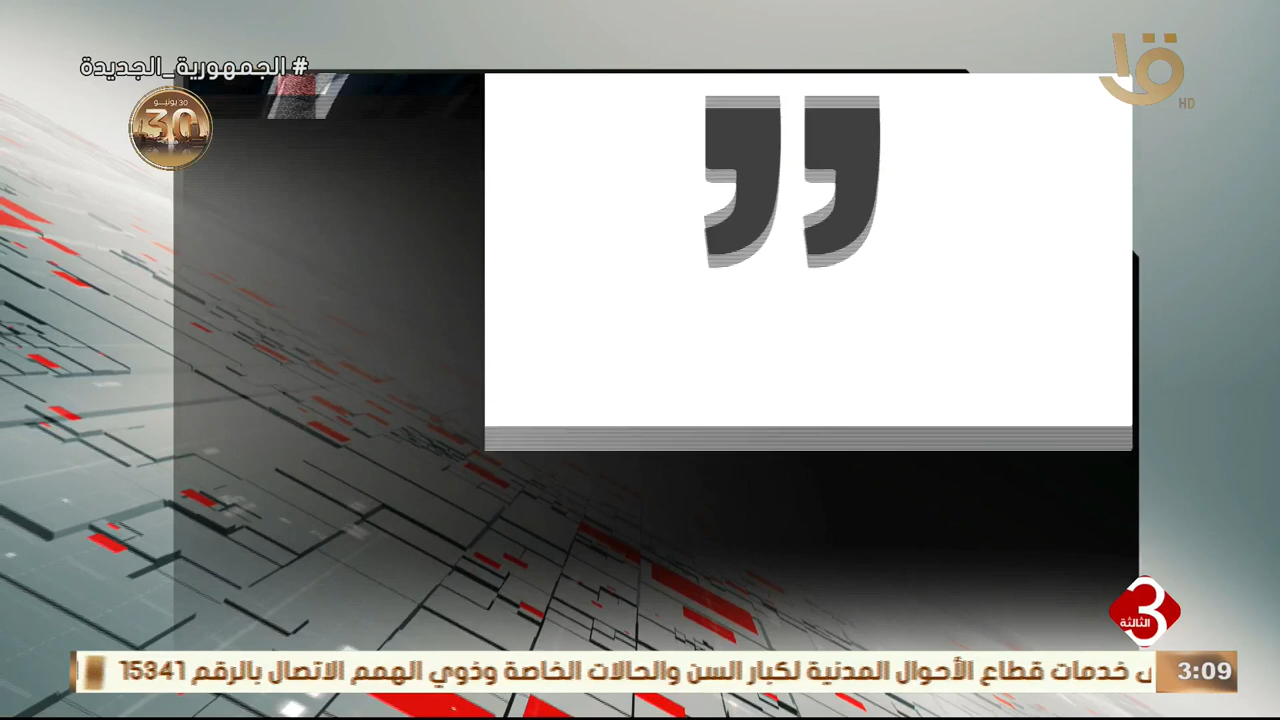 #الجمهورية_الجديدة
HD
30 يونيو
30
3
الثالثة
خدمات قطاع الأحوال المدنية لكبار السن والحالات الخاصة وذوي الهمم الاتصال بالرقم 15341
3:09